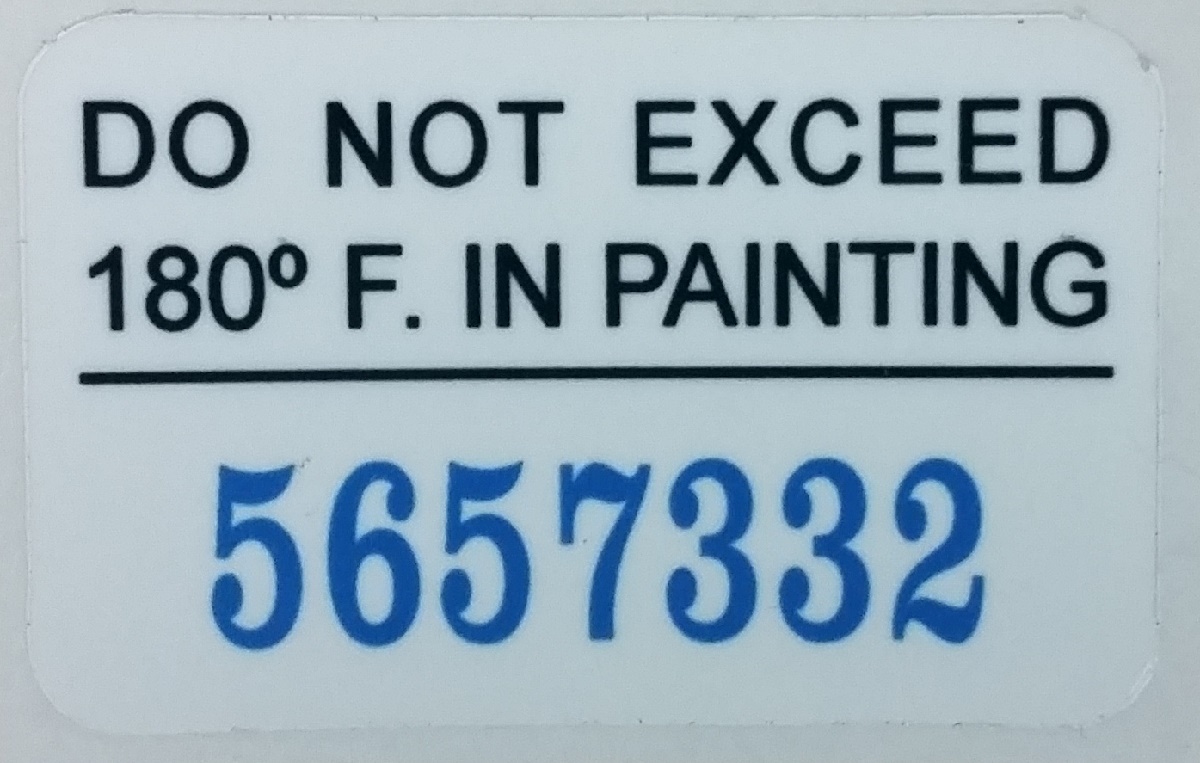 DO NOT EXCEED
180º F. IN PAINTING
5657332